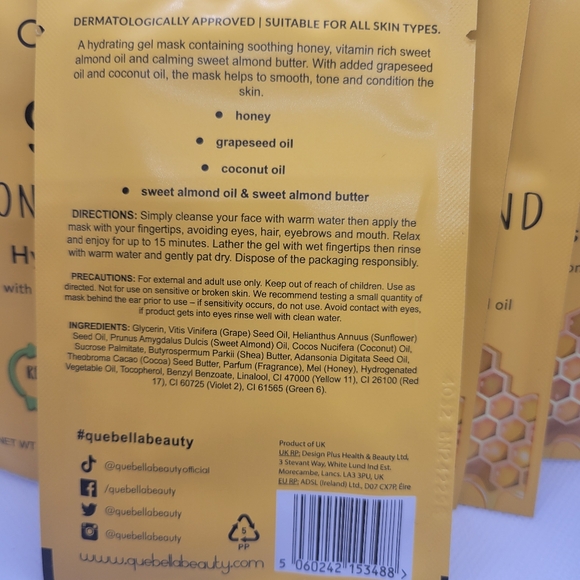 DERMATOLOGICALLY APPROVED | SUITABLE FOR ALL SKIN TYPES.
A hydrating gel mask containing soothing honey, vitamin rich sweet
almond oil and calming sweet almond butter. With added grapeseed
oil and coconut oil, the mask helps to smooth, tone and condition the
skin.
• honey
• grapeseed oil
• coconut oil
• sweet almond oil & sweet almond butter
DIRECTIONS: Simply cleanse your face with warm water then apply the
mask with your fingertips, avoiding eyes, hair, eyebrows and mouth. Relax
and enjoy for up to 15 minutes. Lather the gel with wet fingertips then rinse
with warm water and gently pat dry. Dispose of the packaging responsibly.
PRECAUTIONS: For external and adult use only. Keep out of reach of children. Use as
directed. Not for use on sensitive or broken skin. We recommend testing a small quantity of
mask behind the ear prior to use – if sensitivity occurs, do not use. Avoid contact with eyes,
if product gets into eyes rinse well with clean water.
INGREDIENTS: Glycerin, Vitis Vinifera (Grape) Seed Oil, Helianthus Annuus (Sunflower)
Seed Oil, Prunus Amygdalus Dulcis (Sweet Almond) Oil, Cocos Nucifera (Coconut) Oil,
Sucrose Palmitate, Butyrospermum Parkii (Shea) Butter, Adansonia Digitata Seed Oil,
Theobroma Cacao (Cocoa) Seed Butter, Parfum (Fragrance), Mel (Honey), Hydrogenated
Vegetable Oil, Tocopherol, Benzyl Benzoate, Linalool, CI 47000 (Yellow 11), CI 26100 (Red
17), CI 60725 (Violet 2), CI 61565 (Green 6).
#quebellabeauty
@quebellabeautyofficial
/quebellabeauty
@quebellabeauty
@quebellabeauty
www.quebellabeauty.com
5
PP
Product of UK
UK RP: Design Plus Health & Beauty Ltd,
3 Stevant Way, White Lund Ind Est.
Morecambe, Lancs. LA3 3PU, UK
EU RP: ADSL (Ireland) Ltd., D07 CX7P, Eire
5 060242 153488
ON
with
NET WT
ND
oil